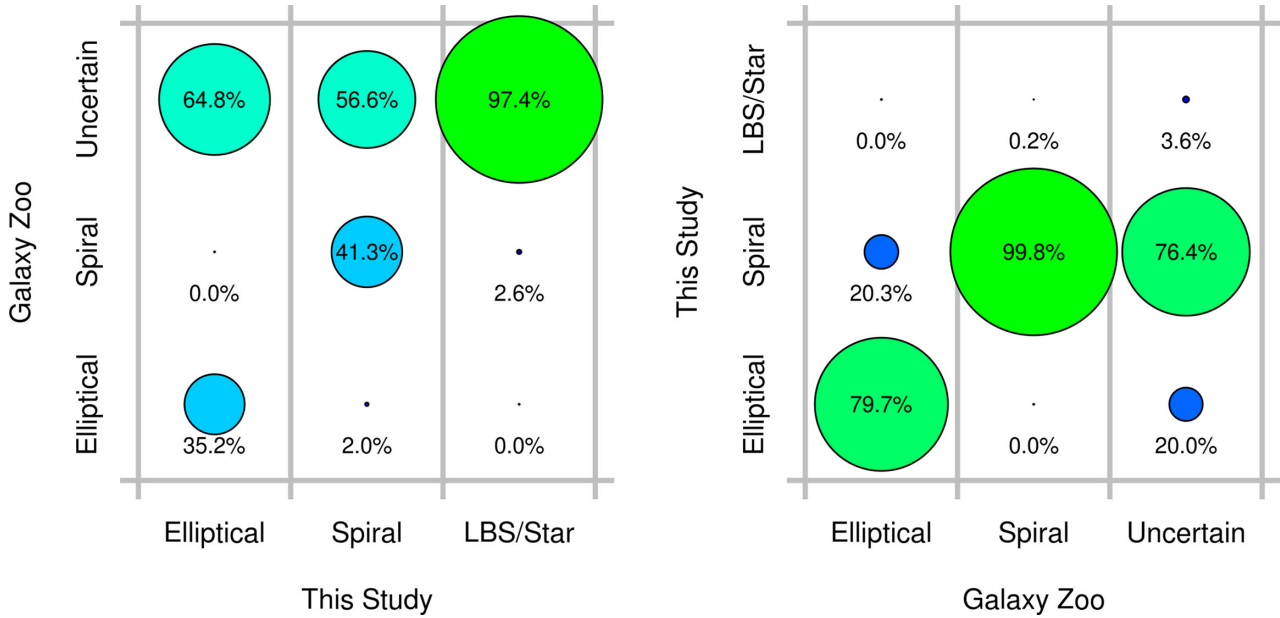 Galaxy Zoo
Uncertain
Spiral
Elliptical
64.8%
56.6%
97.4%
0.0%
41.3%
2.6%
35.2%
2.0%
0.0%
Elliptical
Spiral
LBS/Star
This Study
This Study
LBS/Star
Spiral
Elliptical
0.0%
0.2%
3.6%
20.3%
99.8%
76.4%
79.7%
0.0%
20.0%
Elliptical
Spiral
Uncertain
Galaxy Zoo